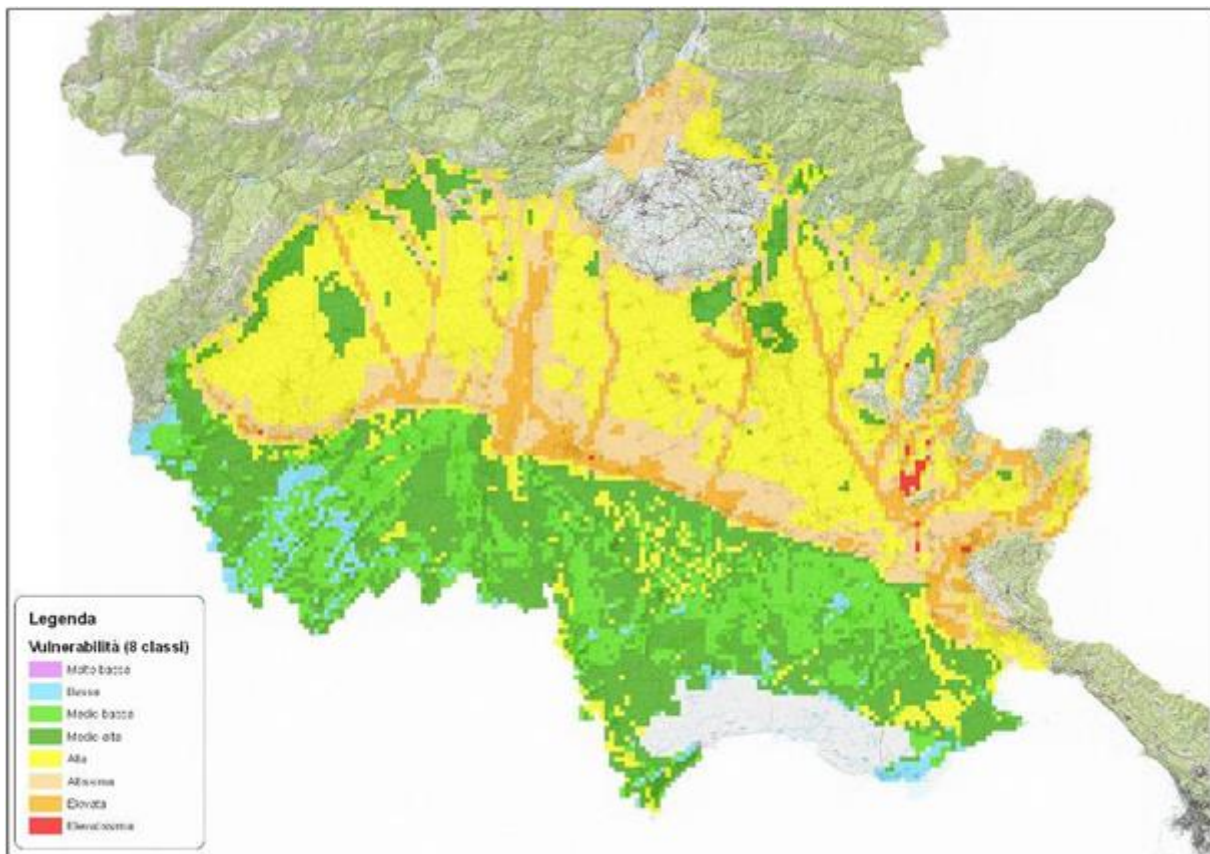 Legenda
Vulnerabilità (8 classi)
Molto bassa
Bassa
Medio bassa
Medio alta
Alta
Altissima
Elevata
Elevatissima